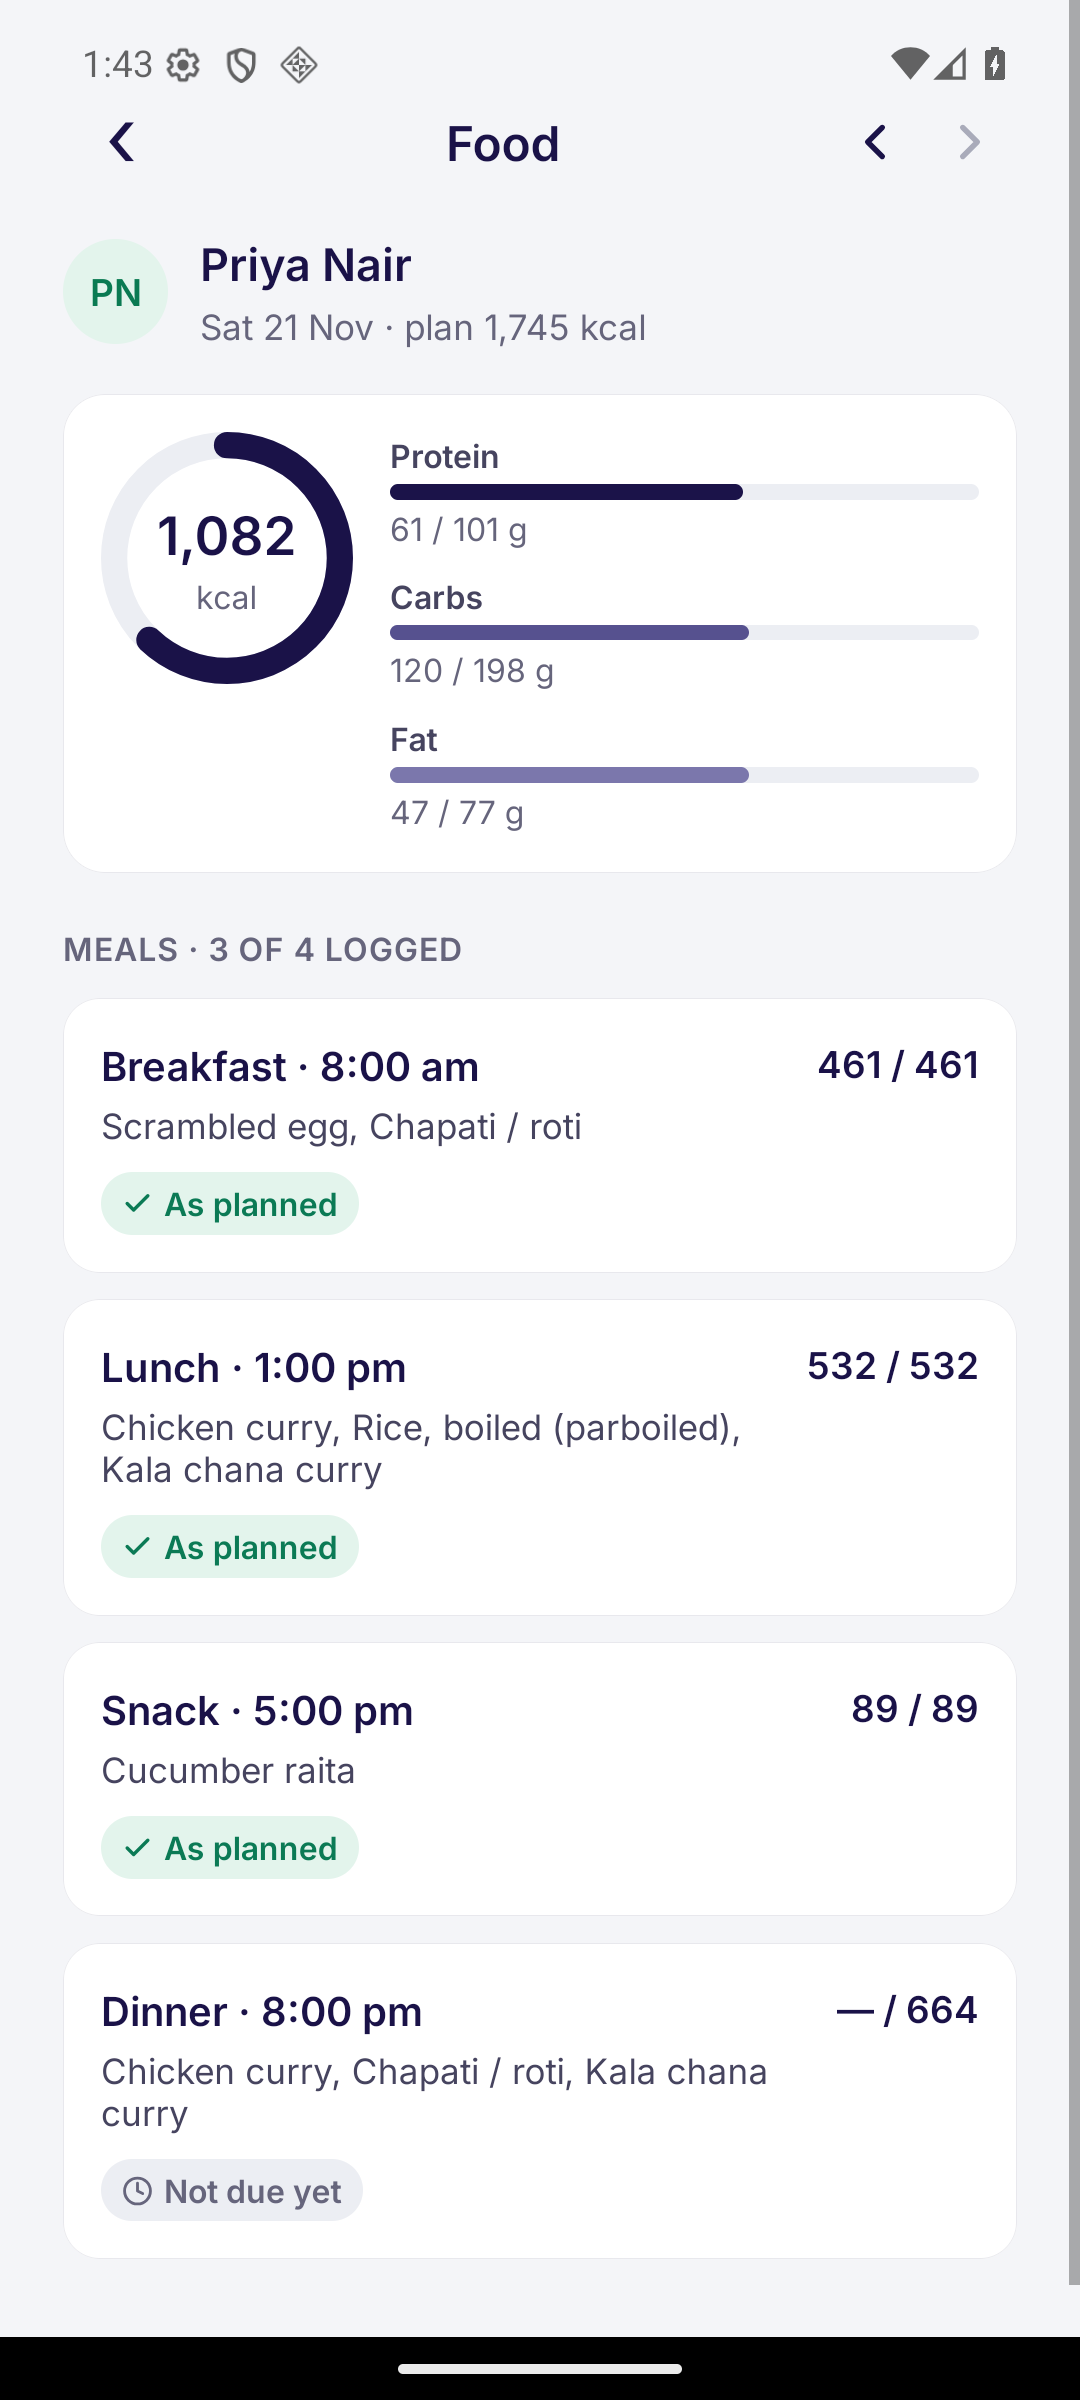 1:43
Food
PN
Priya Nair
Sat 21 Nov · plan 1,745 kcal
1,082
kcal
Protein
61 / 101 g
Carbs
120 / 198 g
Fat
47 / 77 g
MEALS · 3 OF 4 LOGGED
Breakfast · 8:00 am
461 / 461
Scrambled egg, Chapati / roti
As planned
Lunch · 1:00 pm
532 / 532
Chicken curry, Rice, boiled (parboiled),
Kala chana curry
As planned
Snack · 5:00 pm
89 / 89
Cucumber raita
As planned
Dinner · 8:00 pm
— / 664
Chicken curry, Chapati / roti, Kala chana
curry
Not due yet